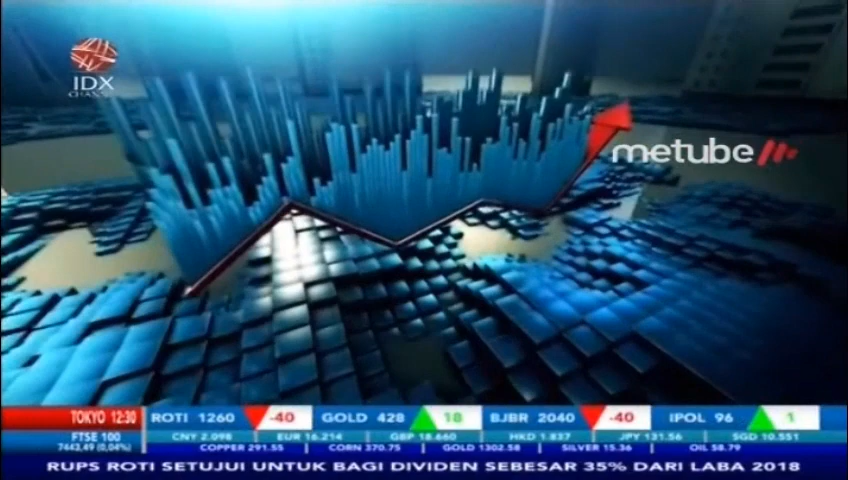 IDX
CHANNEL
metube
TOKYO 12:30 ROTI 1260 -40 GOLD 428 18 BJBR 2040 -40 IPOL 96 1
FTSE 100 CNY 2.098 EUR 16.214 GBP 18.660 HKD 1.837 JPY 131.56 SGD 10.551
7443,49 (0,04%) COPPER 291.55 CORN 370.75 GOLD 1302.58 SILVER 15.36 OIL 58.79
RUPS ROTI SETUJUI UNTUK BAGI DIVIDEN SEBESAR 35% DARI LABA 2018